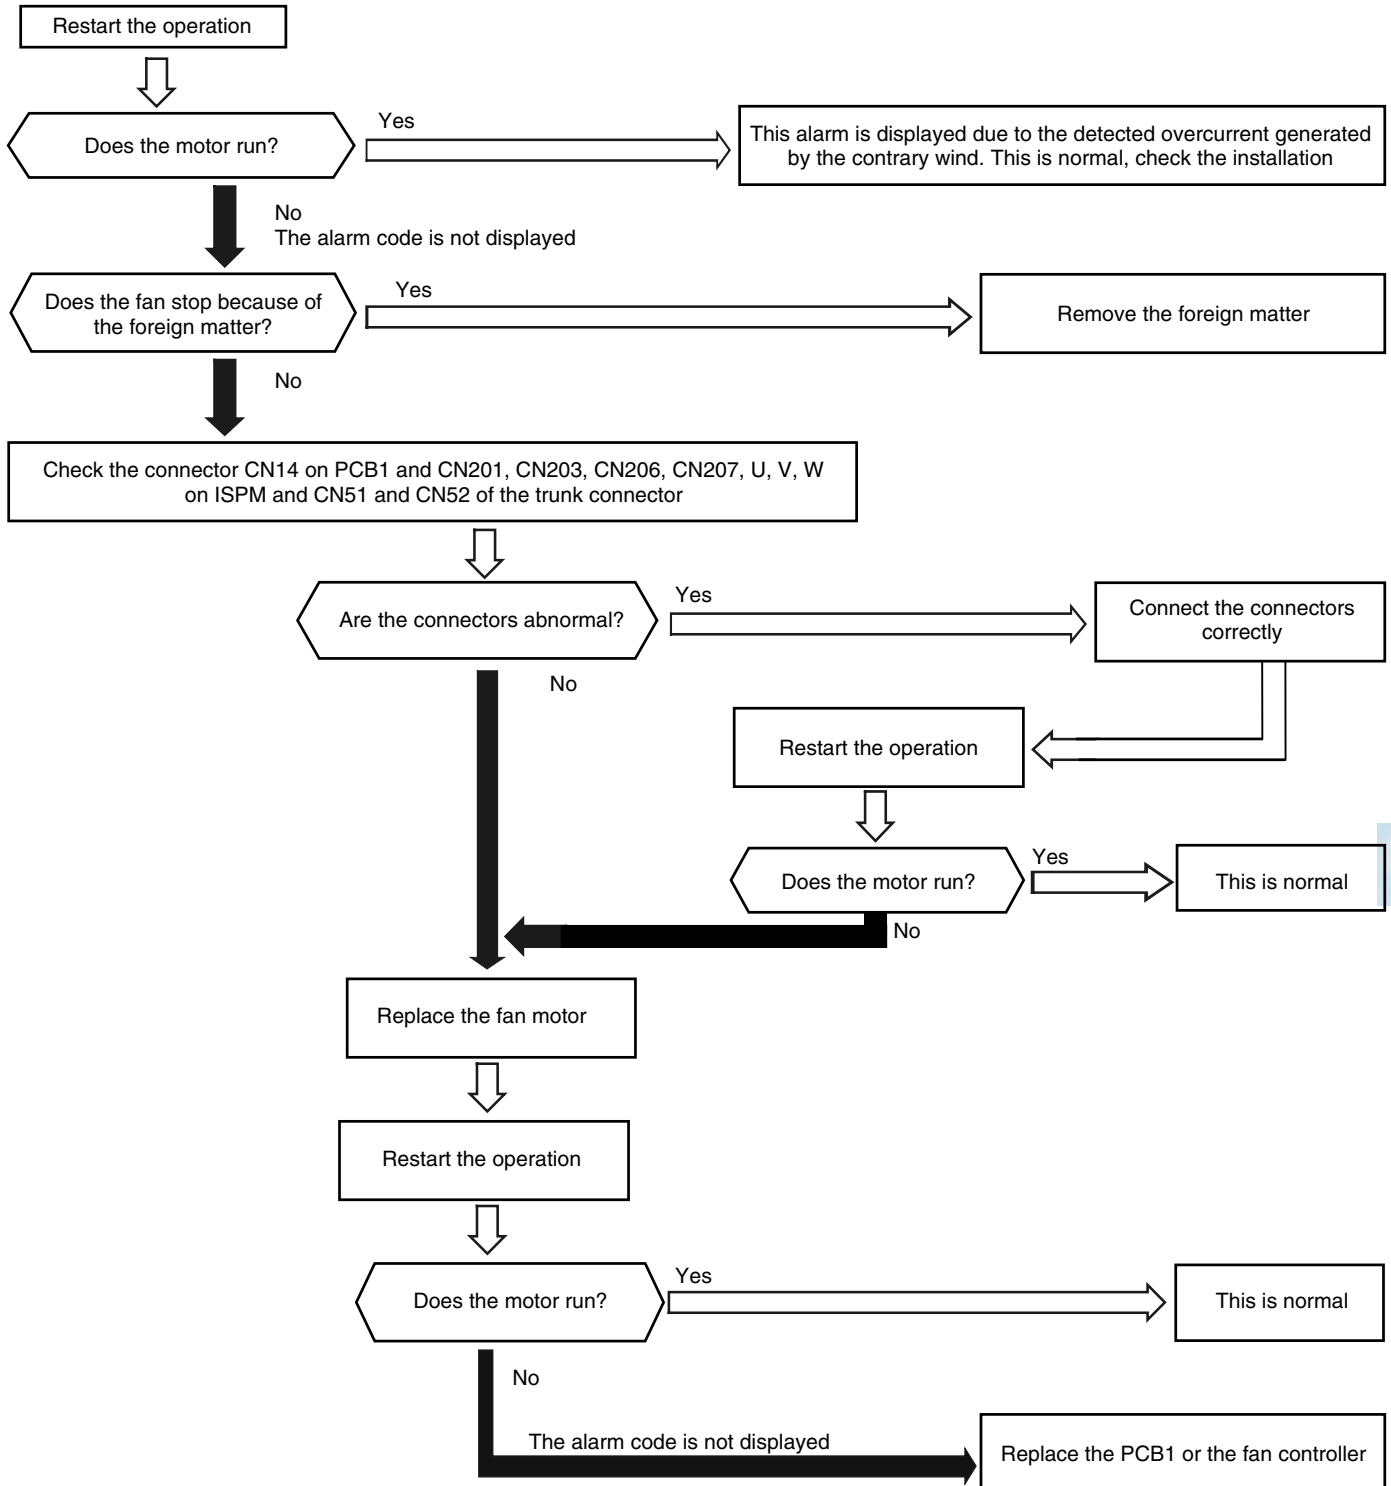 Restart the operation
Does the motor run?
Yes
This alarm is displayed due to the detected overcurrent generated
by the contrary wind. This is normal, check the installation
No
The alarm code is not displayed
Does the fan stop because of
the foreign matter?
Yes
Remove the foreign matter
No
Check the connector CN14 on PCB1 and CN201, CN203, CN206, CN207, U, V, W
on ISPM and CN51 and CN52 of the trunk connector
Are the connectors abnormal?
Yes
Connect the connectors
correctly
No
Restart the operation
Does the motor run?
Yes
This is normal
No
Replace the fan motor
Restart the operation
Does the motor run?
Yes
This is normal
No
The alarm code is not displayed
Replace the PCB1 or the fan controller